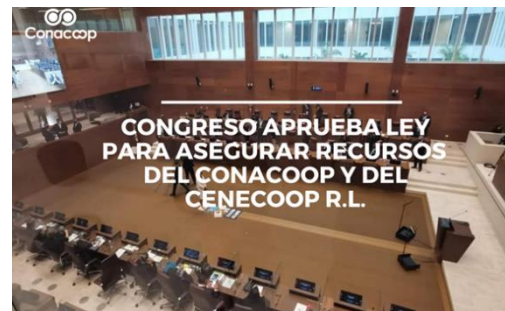 Conacoop
CONGRESO APRUEBA LEY
PARA ASEGURAR RECURSOS
DEL CONACOOP Y DEL
CENECOOP R.L.